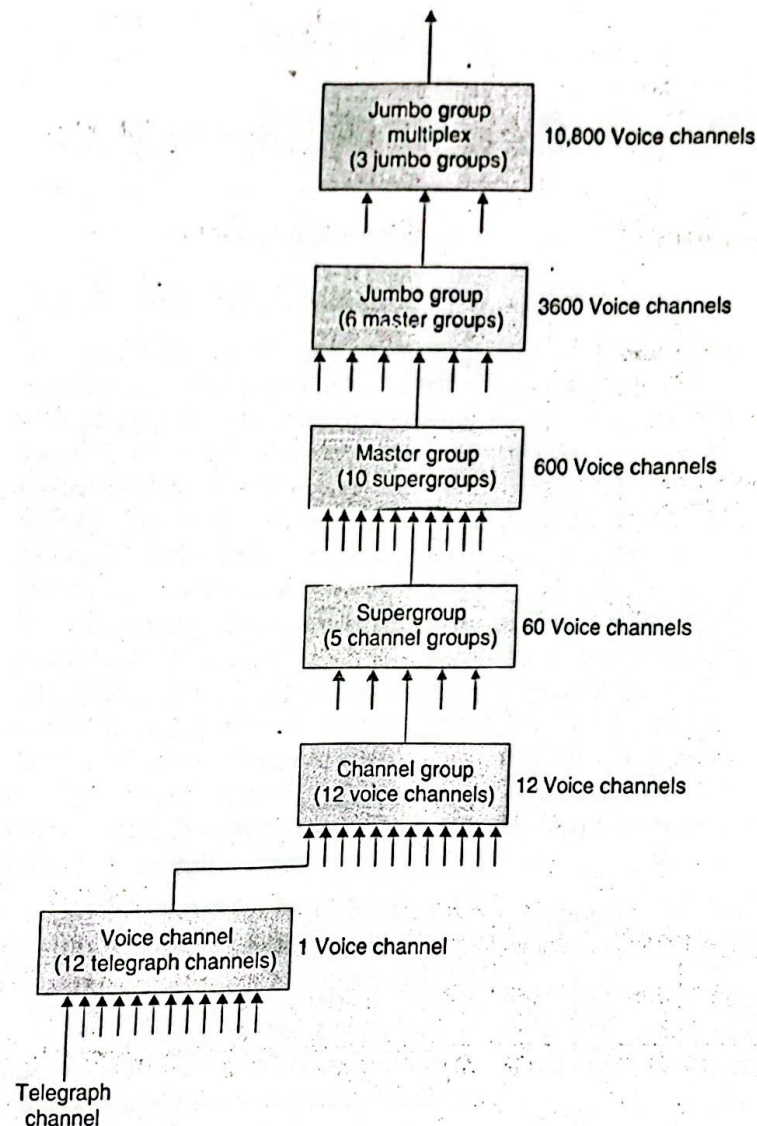 Jumbo group
multiplex
(3 jumbo groups)
10,800 Voice channels
Jumbo group
(6 master groups)
3600 Voice channels
Master group
(10 supergroups)
600 Voice channels
Supergroup
(5 channel groups)
60 Voice channels
Channel group
(12 voice channels)
12 Voice channels
Voice channel
(12 telegraph channels)
1 Voice channel
Telegraph
channel